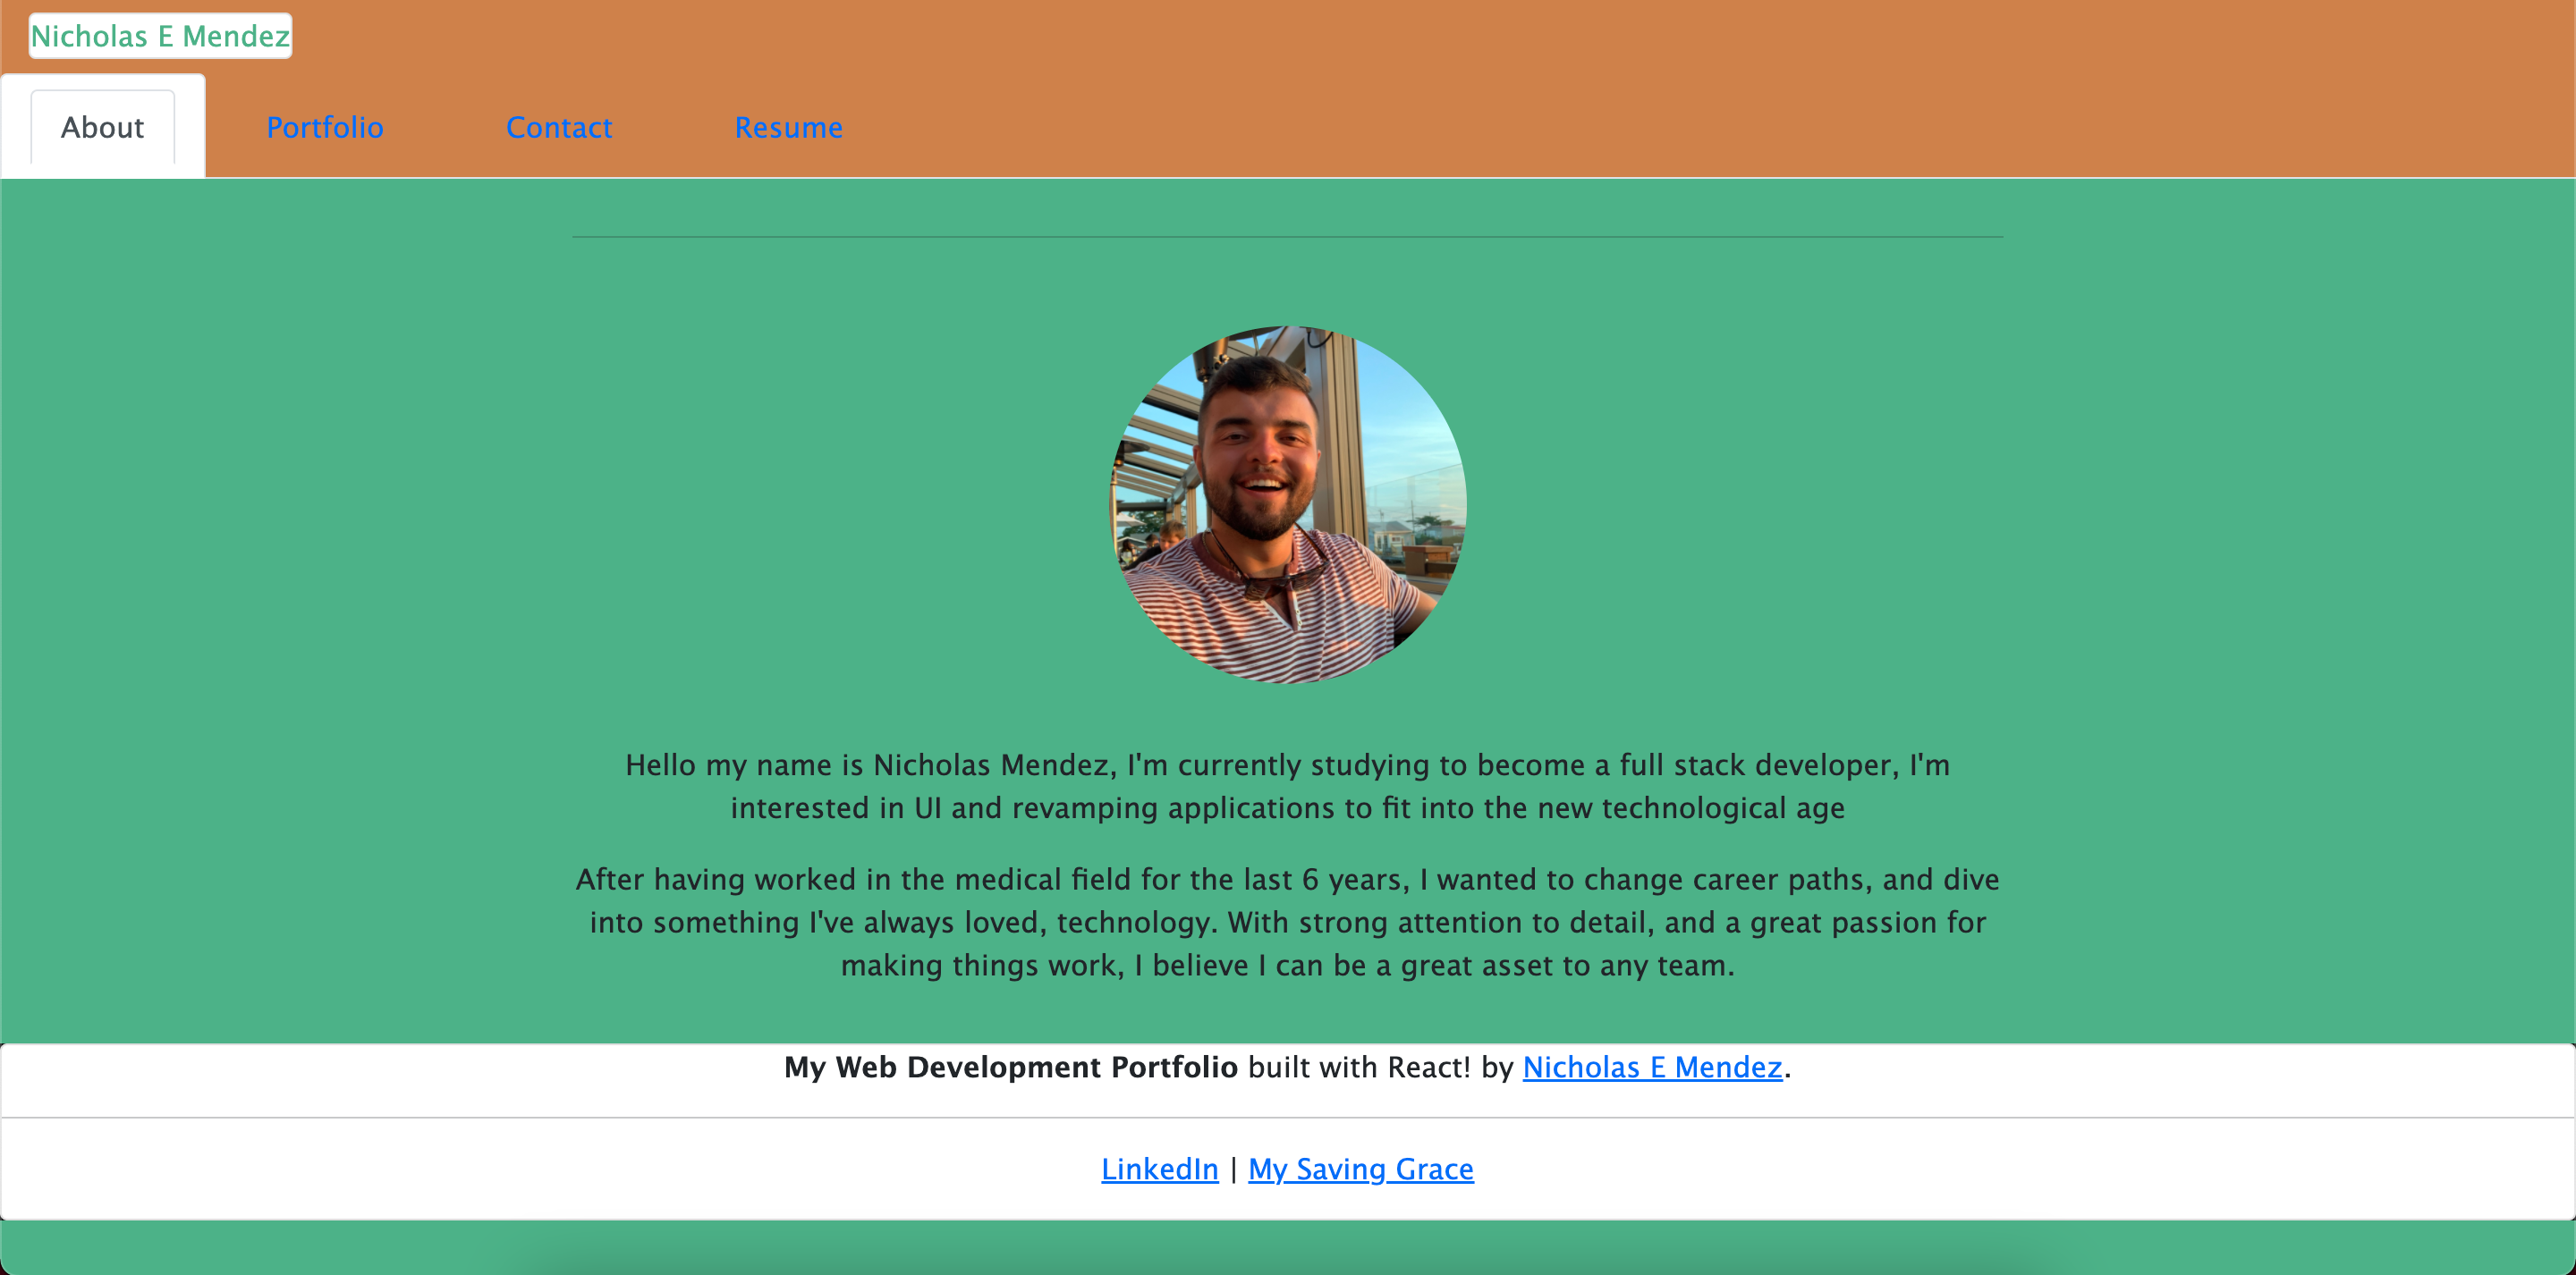 Nicholas E Mendez
About Portfolio Contact Resume
Hello my name is Nicholas Mendez, I'm currently studying to become a full stack developer, I'm
interested in UI and revamping applications to fit into the new technological age
After having worked in the medical field for the last 6 years, I wanted to change career paths, and dive
into something I've always loved, technology. With strong attention to detail, and a great passion for
making things work, I believe I can be a great asset to any team.
My Web Development Portfolio built with React! by Nicholas E Mendez.
LinkedIn | My Saving Grace